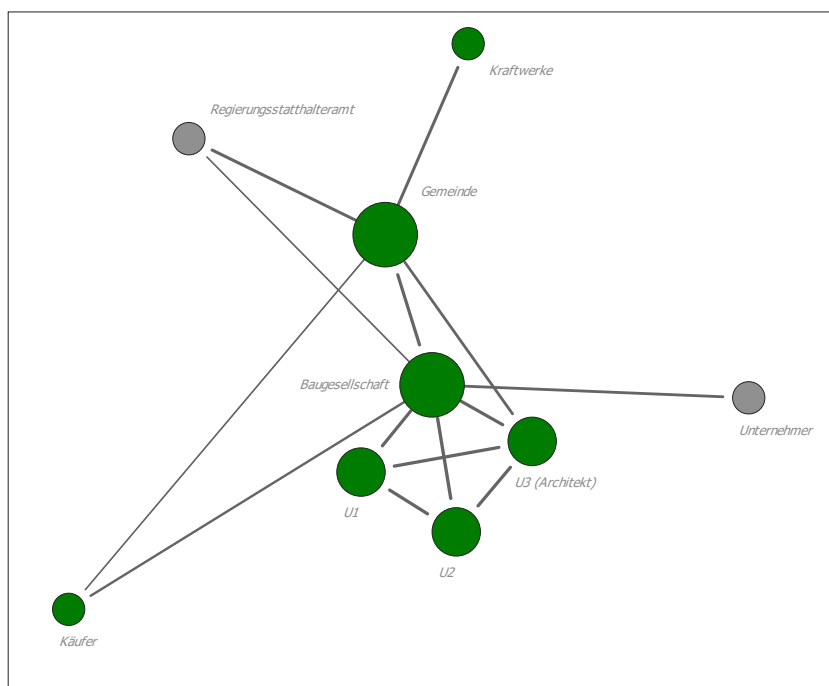 Kraftwerke
Regierungsstatthalteramt
Gemeinde
Baugesellschaft
Unternehmer
U3 (Architekt)
U1
U2
Käufer